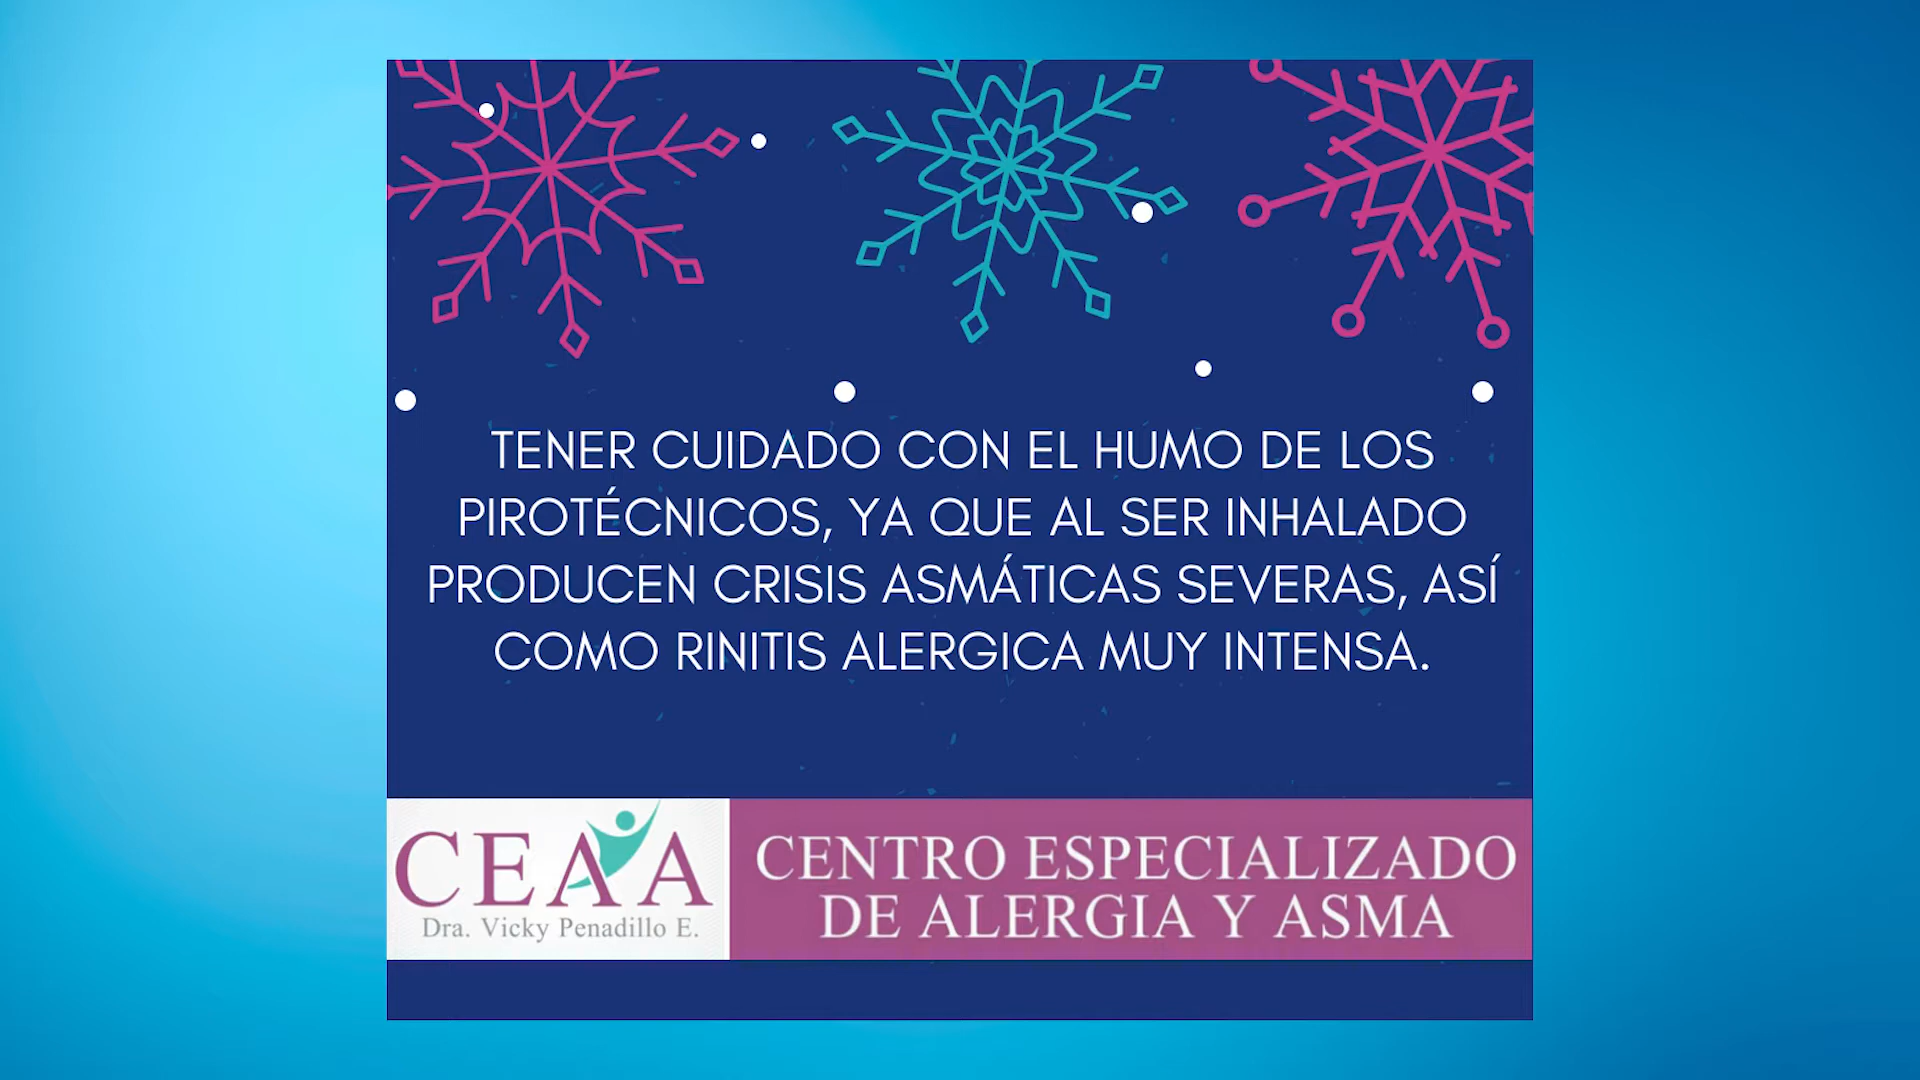 TENER CUIDADO CON EL HUMO DE LOS
PIROTÉCNICOS, YA QUE AL SER INHALADO
PRODUCEN CRISIS ASMÁTICAS SEVERAS, ASÍ
COMO RINITIS ALERGICA MUY INTENSA.
CEAA
Dra. Vicky Penadillo E.
CENTRO ESPECIALIZADO
DE ALERGIA Y ASMA